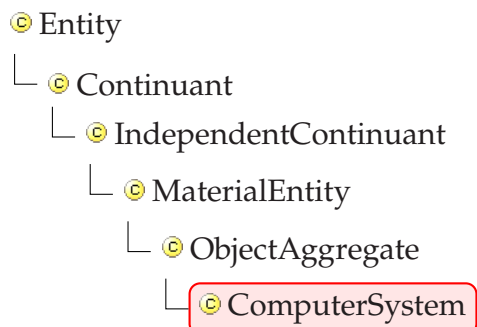 © Entity
© Continuant
© IndependentContinuant
© MaterialEntity
© ObjectAggregate
© ComputerSystem